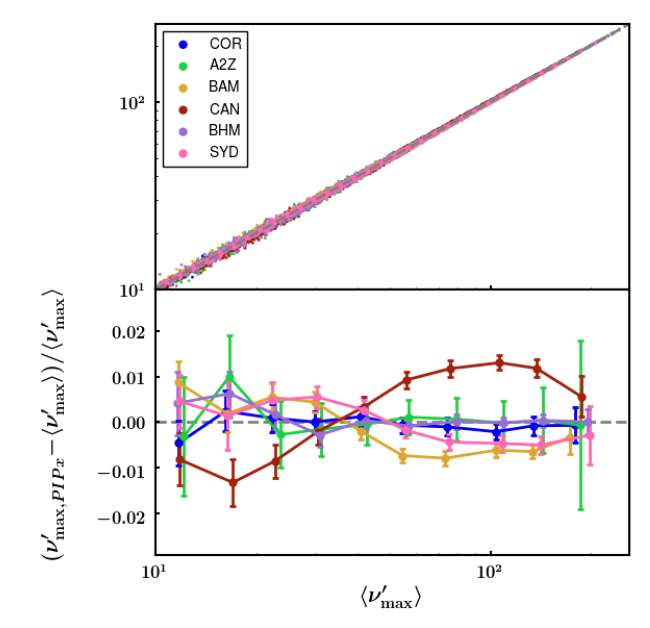 COR
A2Z
BAM
CAN
BHM
SYD
10²
10¹
0.02
0.01
0.00
−0.01
−0.02
(ν′max,PIPx − ⟨ν′max⟩)/⟨ν′max⟩
10¹
10²
⟨ν′max⟩